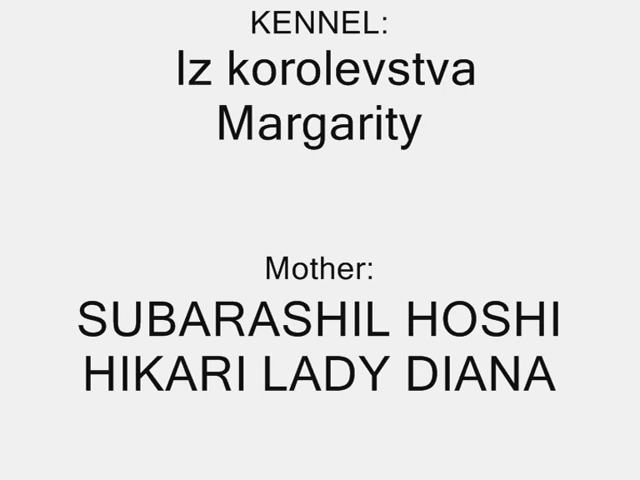 KENNEL:
Iz korolevstva
Margarity
Mother:
SUBARASHIL HOSHI
HIKARI LADY DIANA